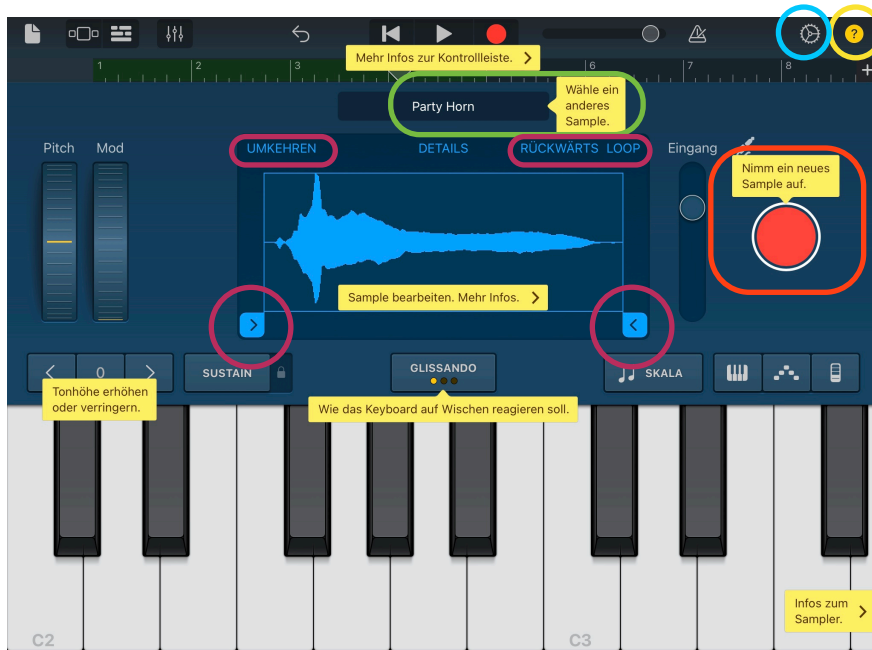 ?
Mehr Infos zur Kontrollleiste.
1 2 3 6 7 8 +
Party Horn
Wähle ein
anderes
Sample.
Pitch Mod
UMKEHREN DETAILS RÜCKWÄRTS LOOP
Eingang
Nimm ein neues
Sample auf.
Sample bearbeiten. Mehr Infos.
0
SUSTAIN
GLISSANDO
SKALA
Tonhöhe erhöhen
oder verringern.
Wie das Keyboard auf Wischen reagieren soll.
Infos zum
Sampler.
C2 C3